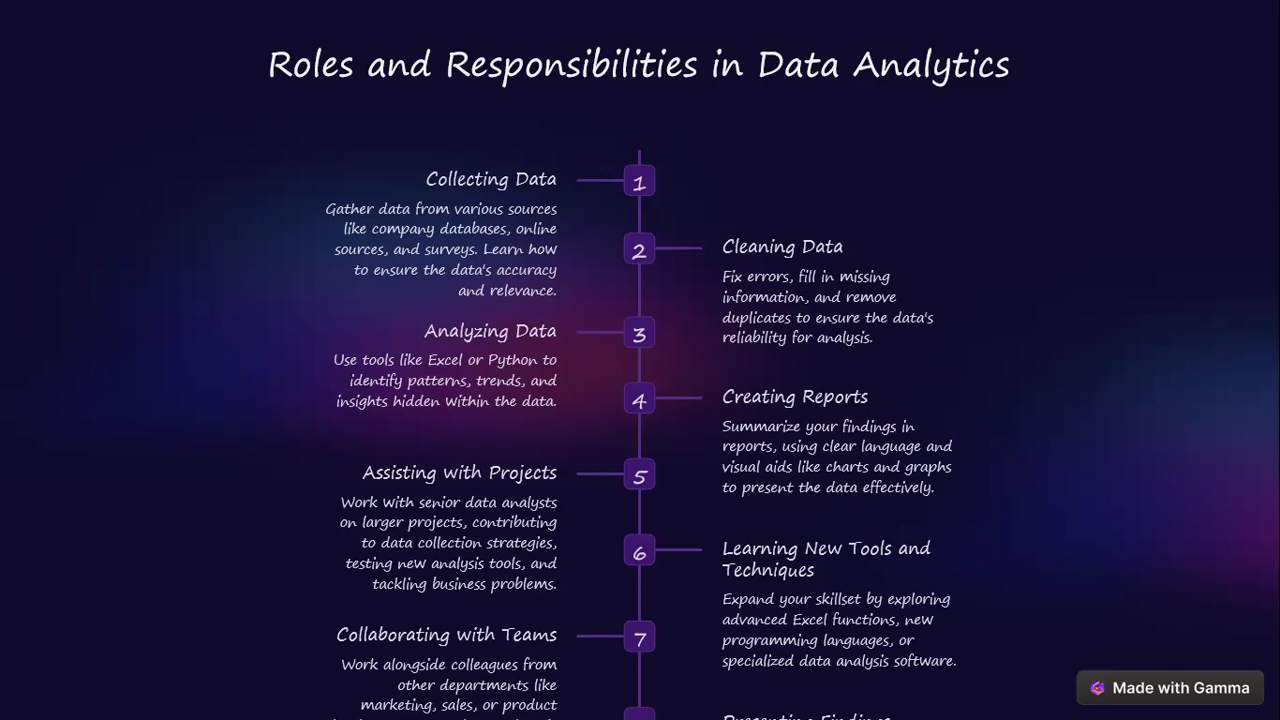 Roles and Responsibilities in Data Analytics
1
Collecting Data
Gather data from various sources
like company databases, online
sources, and surveys. Learn how
to ensure the data's accuracy
and relevance.
2
Cleaning Data
Fix errors, fill in missing
information, and remove
duplicates to ensure the data's
reliability for analysis.
3
Analyzing Data
Use tools like Excel or Python to
identify patterns, trends, and
insights hidden within the data.
4
Creating Reports
Summarize your findings in
reports, using clear language and
visual aids like charts and graphs
to present the data effectively.
5
Assisting with Projects
Work with senior data analysts
on larger projects, contributing
to data collection strategies,
testing new analysis tools, and
tackling business problems.
6
Learning New Tools and
Techniques
Expand your skillset by exploring
advanced Excel functions, new
programming languages, or
specialized data analysis software.
7
Collaborating with Teams
Work alongside colleagues from
other departments like
marketing, sales, or product
Presenting Findings
Made with Gamma